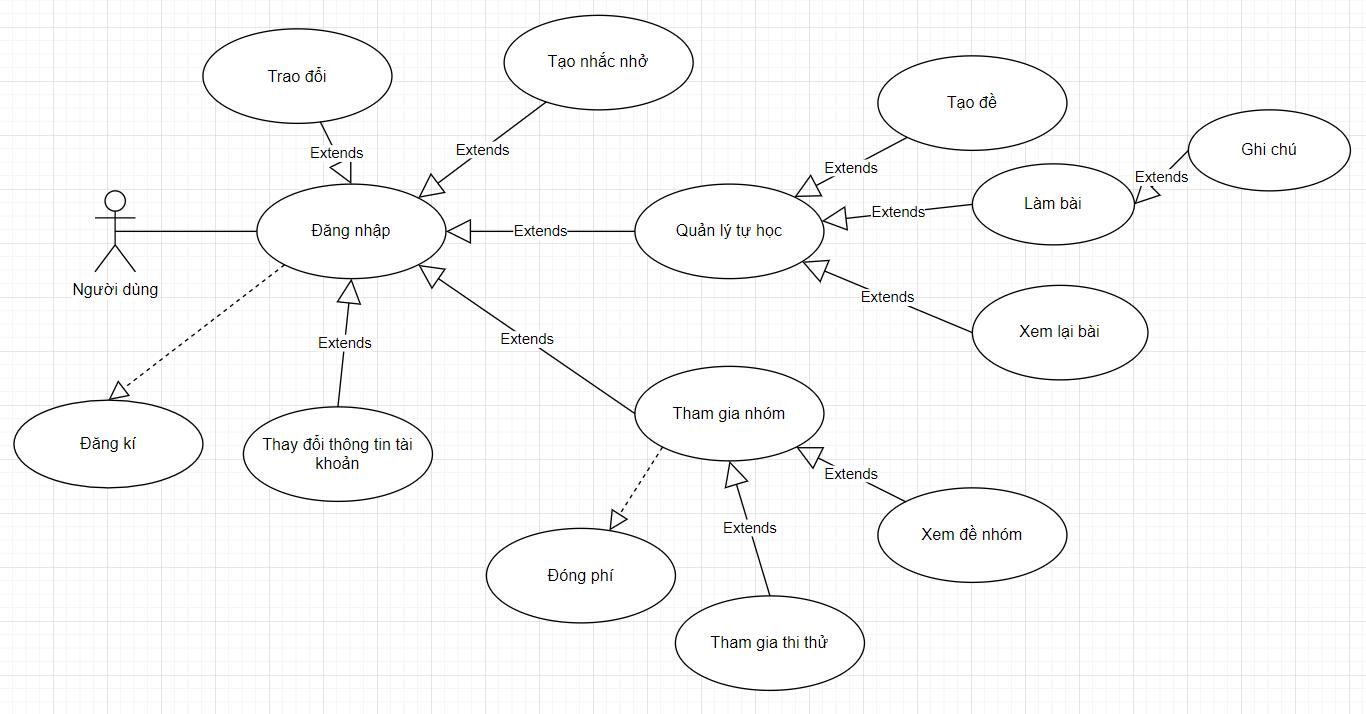 Tạo nhắc nhở
Trao đổi
Tạo đề
Ghi chú
Extends
Extends
Extends
Extends
Làm bài
Extends
Đăng nhập
Extends
Quản lý tự học
Người dùng
Extends
Xem lại bài
Extends
Extends
Tham gia nhóm
Đăng kí
Thay đổi thông tin tài
khoản
Extends
Extends
Xem đề nhóm
Đóng phí
Tham gia thi thử